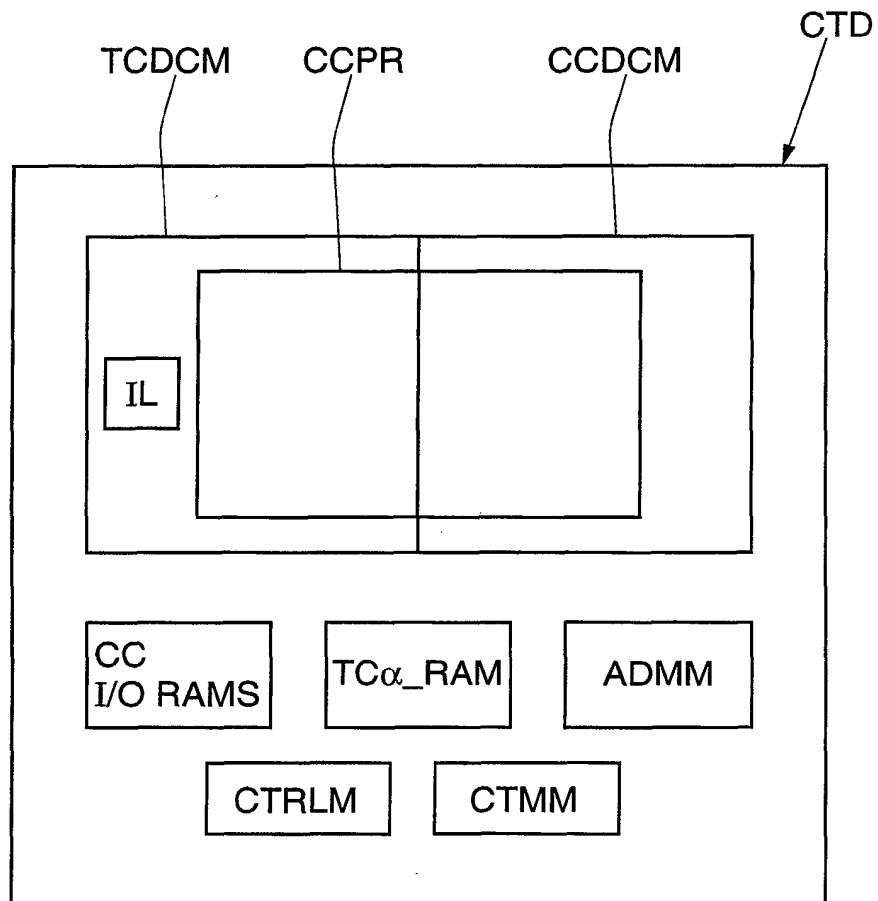 CTD
TCDCM CCPR CCDCM
IL
CC
I/O RAMS
TCα_RAM
ADMM
CTRLM
CTMM